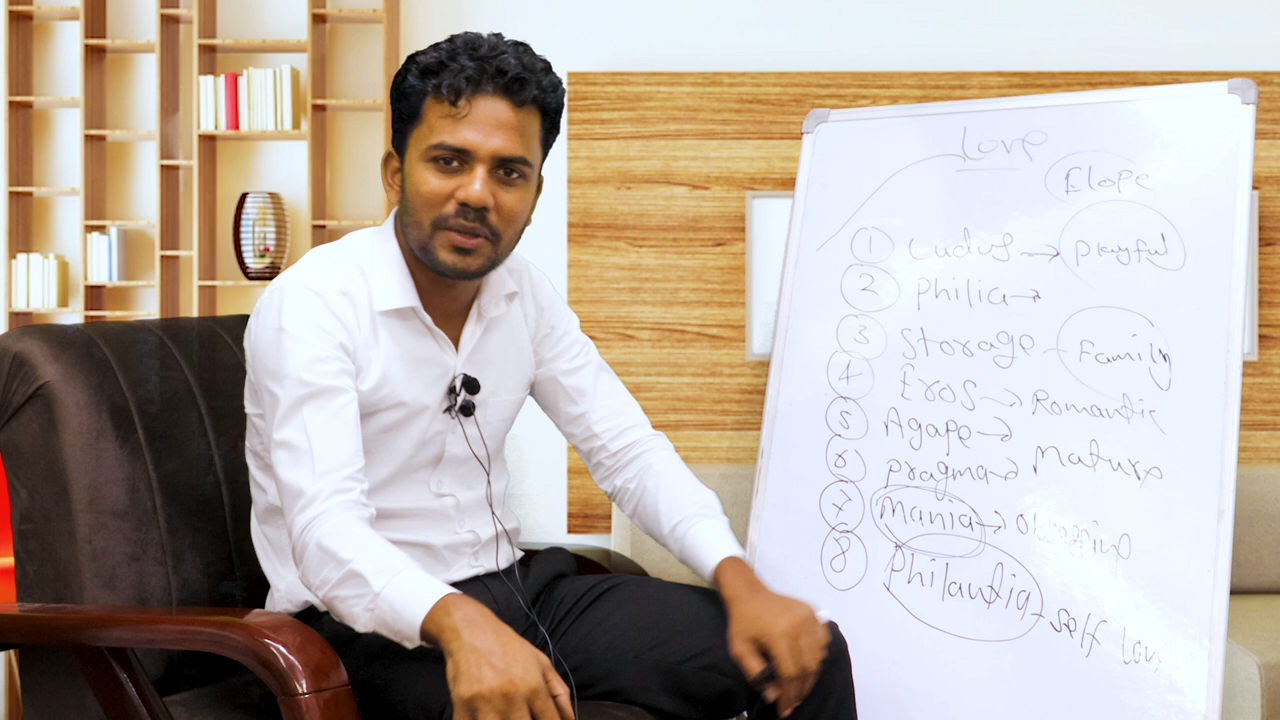 Love
Elope
1 Ludus → Playful
2 Philia →
3 Storage - Family
4 Eros → Romantic
5 Agape →
6 pragma → Mature
7 Mania →
8 Philautia - self Lov